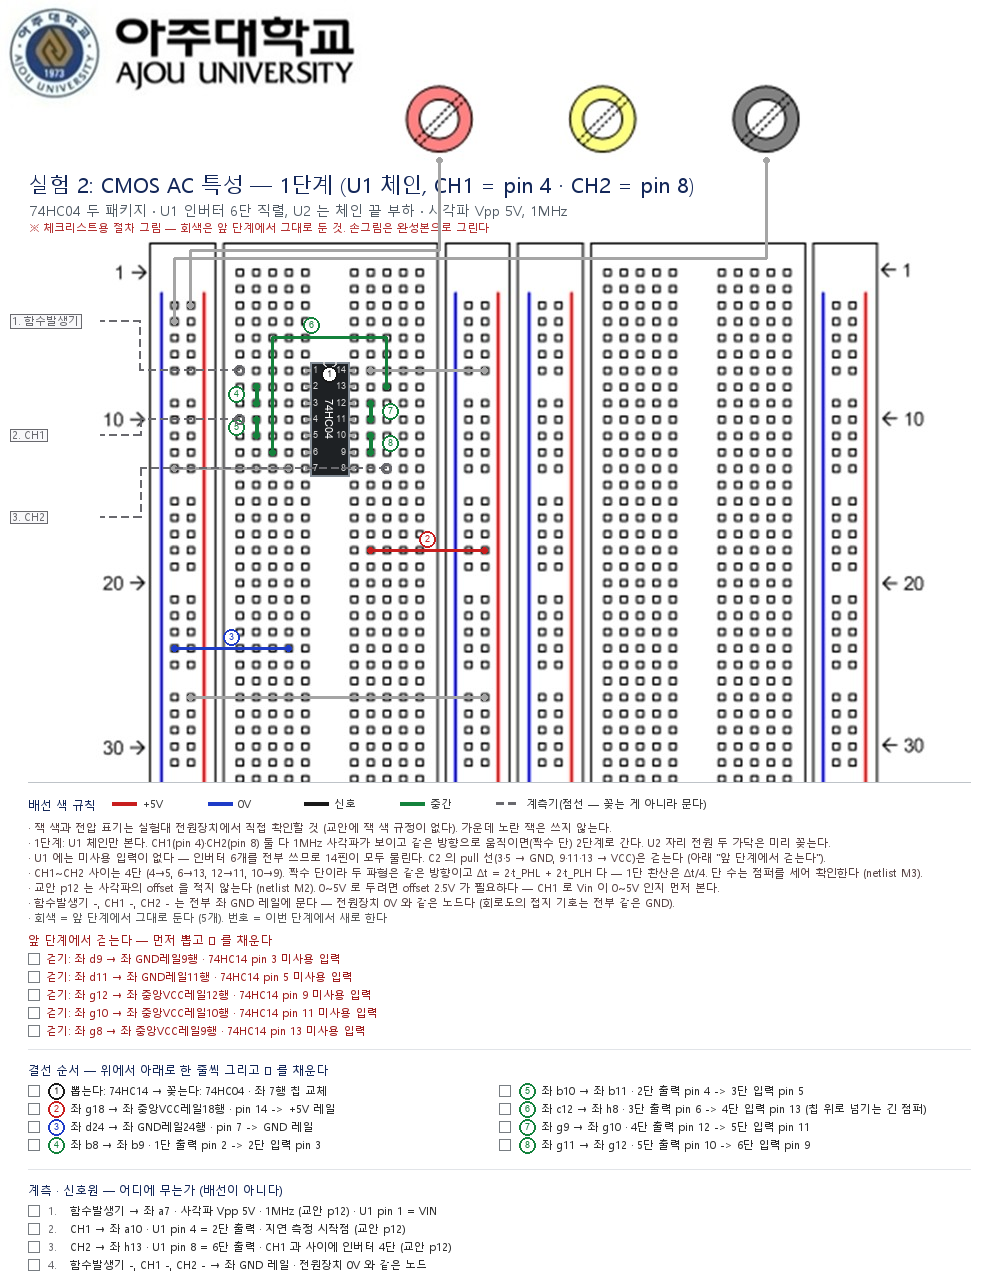 아주대학교
AJOU UNIVERSITY
아주대학교
1973
AJOU UNIVERSITY
실험 2: CMOS AC 특성 — 1단계 (U1 체인, CH1 = pin 4 · CH2 = pin 8)
74HC04 두 패키지 · U1 인버터 6단 직렬, U2 는 체인 끝 부하 · 사각파 Vpp 5V, 1MHz
※ 체크리스트용 절차 그림 — 회색은 앞 단계에서 그대로 둔 것. 손그림은 완성본으로 그린다
1 → ← 1
1. 함수발생기
6
1 1 14
2 13
4 3 12 7
10 → 5 4 11 ← 10
2. CH1 5 10 8
6 9
7 8
74HC04
3. CH2
2
20 → ← 20
3
30 → ← 30
배선 색 규칙 +5V 0V 신호 중간 계측기(점선 — 꽂는 게 아니라 문다)
· 잭 색과 전압 표기는 실험대 전원장치에서 직접 확인할 것 (교안에 잭 색 규정이 없다). 가운데 노란 잭은 쓰지 않는다.
· 1단계: U1 체인만 본다. CH1(pin 4)·CH2(pin 8) 둘 다 1MHz 사각파가 보이고 같은 방향으로 움직이면(짝수 단) 2단계로 간다. U2 자리 전원 두 가닥은 미리 꽂는다.
· U1 에는 미사용 입력이 없다 — 인버터 6개를 전부 쓰므로 14핀이 모두 물린다. C2 의 pull 선(3·5 → GND, 9·11·13 → VCC)은 걷는다 (아래 "앞 단계에서 걷는다").
· CH1~CH2 사이는 4단 (4→5, 6→13, 12→11, 10→9). 짝수 단이라 두 파형은 같은 방향이고 Δt = 2·t_PHL + 2·t_PLH 다 — 1단 환산은 Δt/4. 단 수는 점퍼를 세어 확인한다 (netlist M3).
· 교안 p12 는 사각파의 offset 을 적지 않는다 (netlist M2). 0~5V 로 두려면 offset 2.5V 가 필요하다 — CH1 로 Vin 이 0~5V 인지 먼저 본다.
· 함수발생기 -, CH1 -, CH2 - 는 전부 좌 GND 레일에 문다 — 전원장치 0V 와 같은 노드다 (회로도의 접지 기호는 전부 같은 GND).
· 회색 = 앞 단계에서 그대로 둔다 (5개). 번호 = 이번 단계에서 새로 한다
앞 단계에서 걷는다 — 먼저 뽑고 □ 를 채운다
걷기: 좌 d9 → 좌 GND레일9행 · 74HC14 pin 3 미사용 입력
걷기: 좌 d11 → 좌 GND레일11행 · 74HC14 pin 5 미사용 입력
걷기: 좌 g12 → 좌 중앙VCC레일12행 · 74HC14 pin 9 미사용 입력
걷기: 좌 g10 → 좌 중앙VCC레일10행 · 74HC14 pin 11 미사용 입력
걷기: 좌 g8 → 좌 중앙VCC레일9행 · 74HC14 pin 13 미사용 입력
결선 순서 — 위에서 아래로 한 줄씩 그리고 □ 를 채운다
1 뽑는다: 74HC14 → 꽂는다: 74HC04 · 좌 7행 칩 교체
2 좌 g18 → 좌 중앙VCC레일18행 · pin 14 -> +5V 레일
3 좌 d24 → 좌 GND레일24행 · pin 7 -> GND 레일
4 좌 b8 → 좌 b9 · 1단 출력 pin 2 -> 2단 입력 pin 3
5 좌 b10 → 좌 b11 · 2단 출력 pin 4 -> 3단 입력 pin 5
6 좌 c12 → 좌 h8 · 3단 출력 pin 6 -> 4단 입력 pin 13 (칩 위로 넘기는 긴 점퍼)
7 좌 g9 → 좌 g10 · 4단 출력 pin 12 -> 5단 입력 pin 11
8 좌 g11 → 좌 g12 · 5단 출력 pin 10 -> 6단 입력 pin 9
계측 · 신호원 — 어디에 무는가 (배선이 아니다)
1. 함수발생기 → 좌 a7 · 사각파 Vpp 5V · 1MHz (교안 p12) · U1 pin 1 = VIN
2. CH1 → 좌 a10 · U1 pin 4 = 2단 출력 · 지연 측정 시작점 (교안 p12)
3. CH2 → 좌 h13 · U1 pin 8 = 6단 출력 · CH1 과 사이에 인버터 4단 (교안 p12)
4. 함수발생기 -, CH1 -, CH2 - → 좌 GND 레일 · 전원장치 0V 와 같은 노드